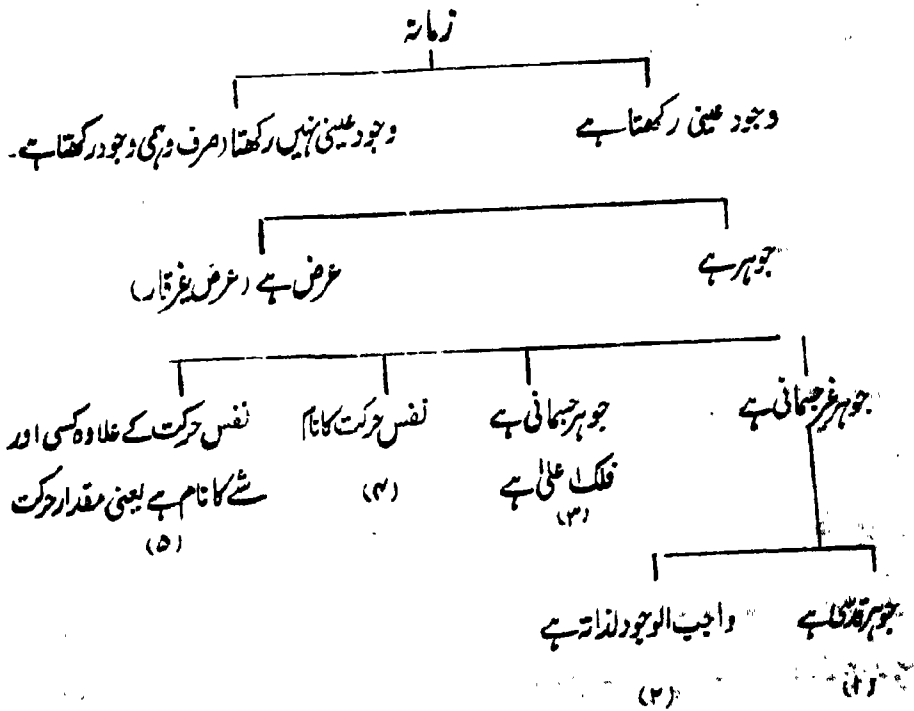 زمانہ
وجود عینی رکھتا ہے
وجود عینی نہیں رکھتا (صرف وہمی وجود رکھتا ہے۔
جوہر ہے
عرض ہے (عرض غیر قار)
جوہر غیر جسمانی ہے
جوہر جسمانی ہے
فلک اعلیٰ ہے
(۳)
نفس حرکت کا نام
(۴)
نفس حرکت کے علاوہ کسی اور
شے کا نام ہے یعنی مقدار حرکت
(۵)
جوہر قدسی ہے
(۱)
واجب الوجود لذاتہ ہے
(۲)